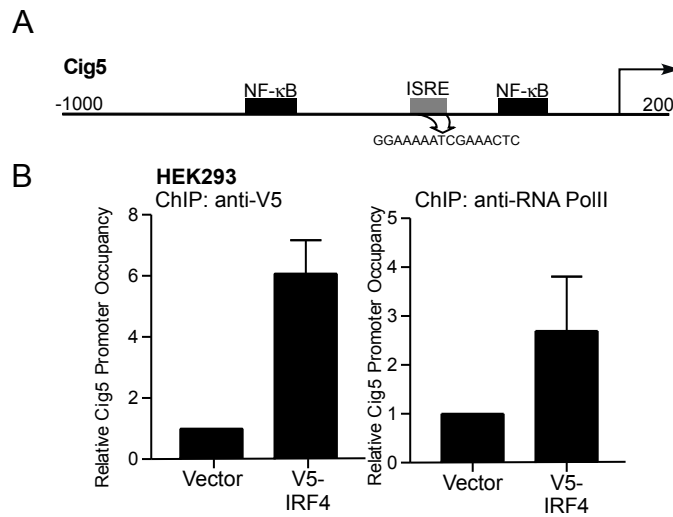 A
Cig5
NF-κB ISRE NF-κB
-1000 200
GGAAAAATCGAAACTC
B
HEK293
ChIP: anti-V5 ChIP: anti-RNA PolII
Relative Cig5 Promoter Occupancy
8
6
4
2
0
Vector V5-
IRF4
Relative Cig5 Promoter Occupancy
5
4
3
2
1
0
Vector V5-
IRF4